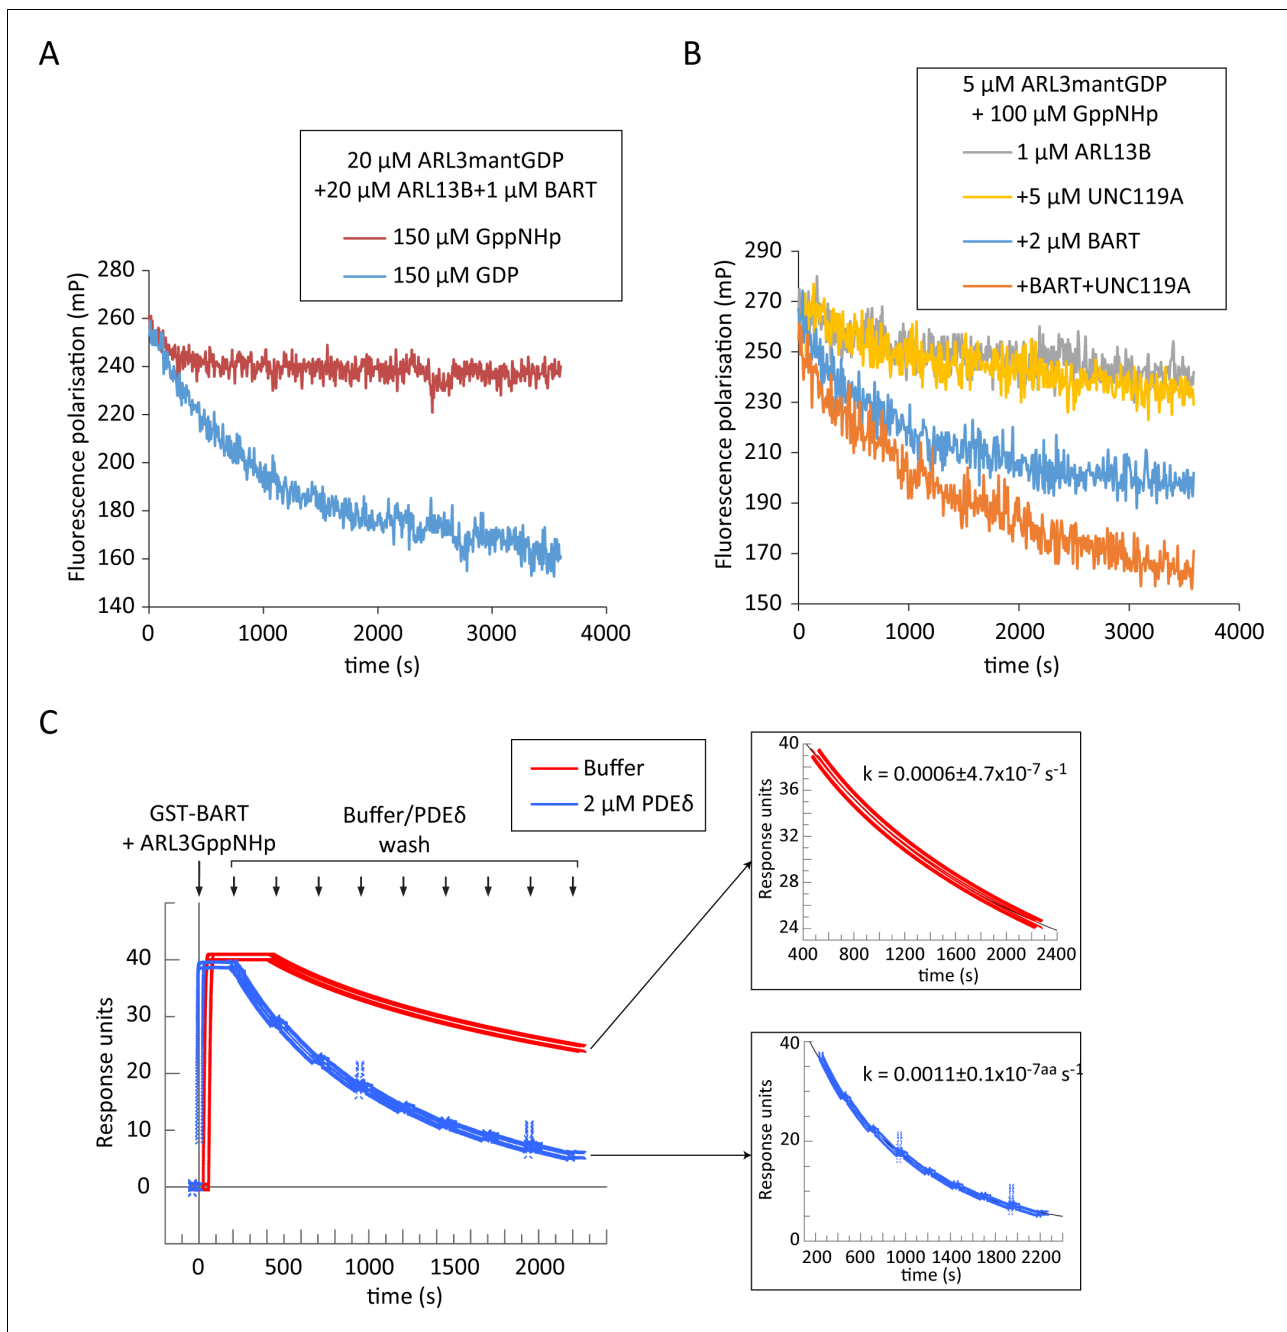 A
20 µM ARL3mantGDP
+20 µM ARL13B+1 µM BART
150 µM GppNHp
150 µM GDP
Fluorescence polarisation (mP)
280
260
240
220
200
180
160
140
0
1000
2000
3000
4000
time (s)
B
5 µM ARL3mantGDP
+ 100 µM GppNHp
1 µM ARL13B
+5 µM UNC119A
+2 µM BART
+BART+UNC119A
Fluorescence polarisation (mP)
290
270
250
230
210
190
170
150
0
1000
2000
3000
4000
time (s)
C
Buffer
2 µM PDEδ
GST-BART
+ ARL3GppNHp
Buffer/PDEδ
wash
Response units
40
30
20
10
0
0
500
1000
1500
2000
time (s)
k = 0.0006±4.7x10⁻⁷ s⁻¹
Response units
40
36
32
28
24
400
800
1200
1600
2000
2400
time (s)
k = 0.0011±0.1x10⁻⁷ᵃᵃ s⁻¹
Response units
40
20
0
200
600
1000
1400
1800
2200
time (s)